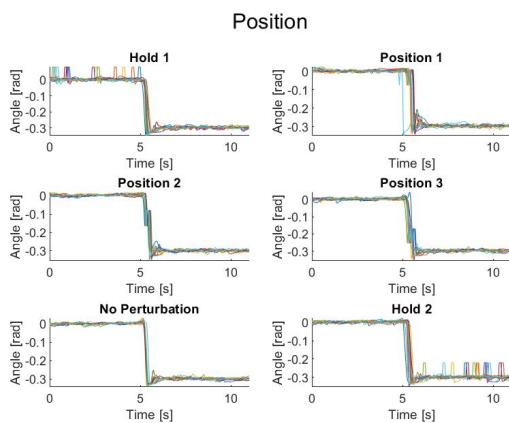 Position
Hold 1
Angle [rad]
0
-0.1
-0.2
-0.3
0
5
10
Time [s]
Position 1
Angle [rad]
0
-0.1
-0.2
-0.3
0
5
10
Time [s]
Position 2
Angle [rad]
0
-0.1
-0.2
-0.3
0
5
10
Time [s]
Position 3
Angle [rad]
0
-0.1
-0.2
-0.3
0
5
10
Time [s]
No Perturbation
Angle [rad]
0
-0.1
-0.2
-0.3
0
5
10
Time [s]
Hold 2
Angle [rad]
0
-0.1
-0.2
-0.3
0
5
10
Time [s]